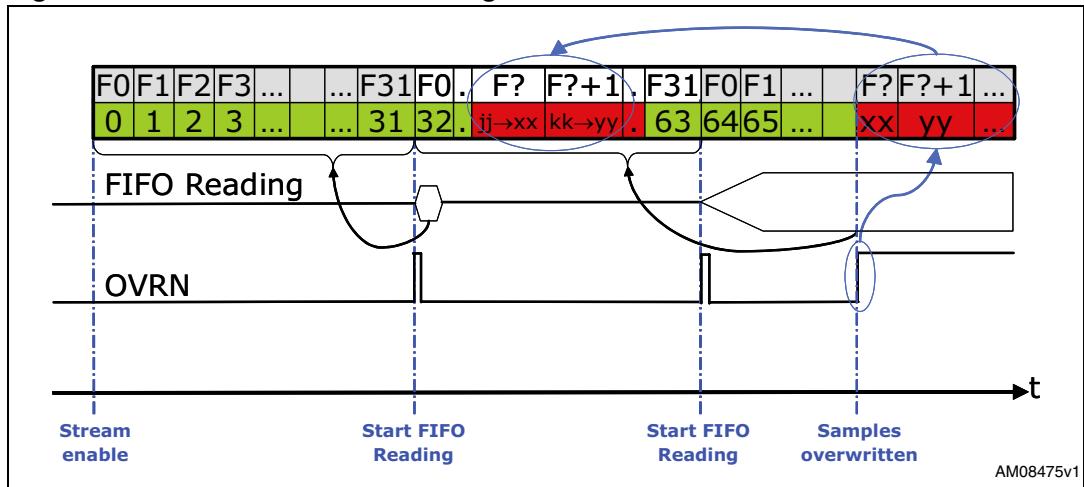 F0 F1 F2 F3 ... ... F31 F0 . F? F?+1 . F31 F0 F1 ... F? F?+1 ...
0 1 2 3 ... ... 31 32 . jj→xx kk→yy . 63 64 65 ... xx yy ...
FIFO Reading
OVRN
t
Stream
enable
Start FIFO
Reading
Start FIFO
Reading
Samples
overwritten
AM08475v1